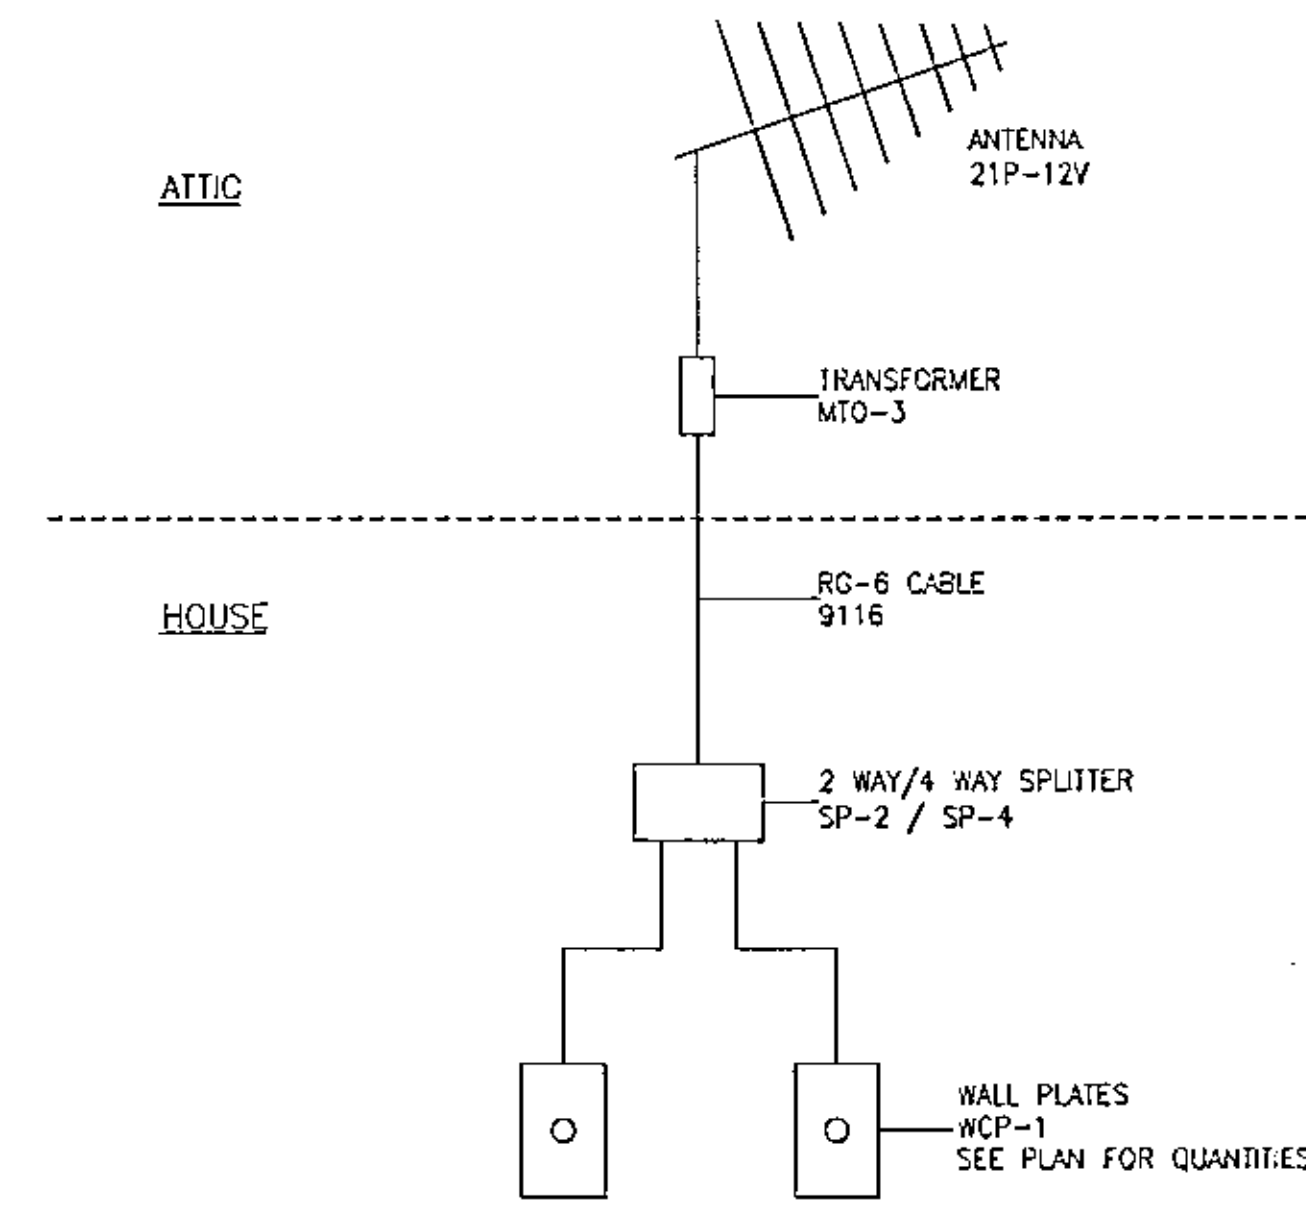 ATTIC
ANTENNA
21P-12V
TRANSFORMER
MTO-3
HOUSE
RG-6 CABLE
9116
2 WAY/4 WAY SPLITTER
SP-2 / SP-4
WALL PLATES
WCP-1
SEE PLAN FOR QUANTITIES